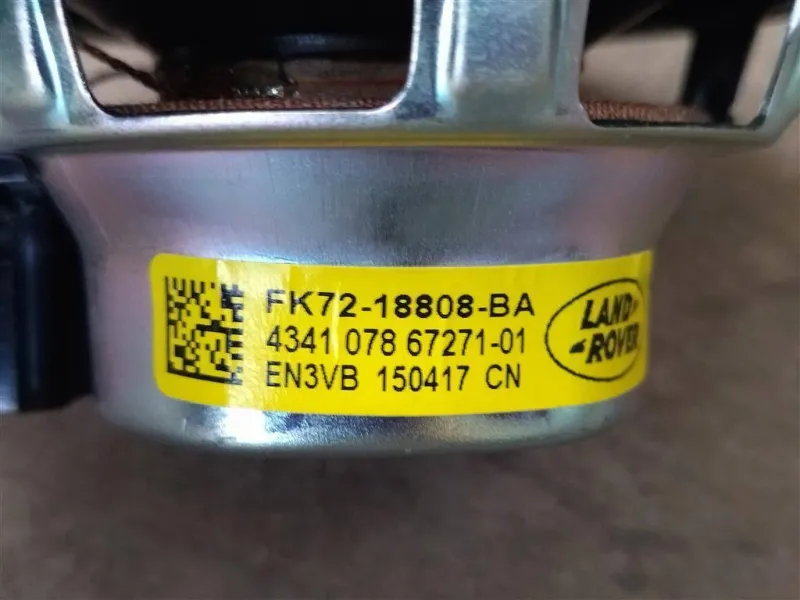 FK72-18808-BA
4341 078 67271-01
EN3VB 150417 CN
LAND
ROVER